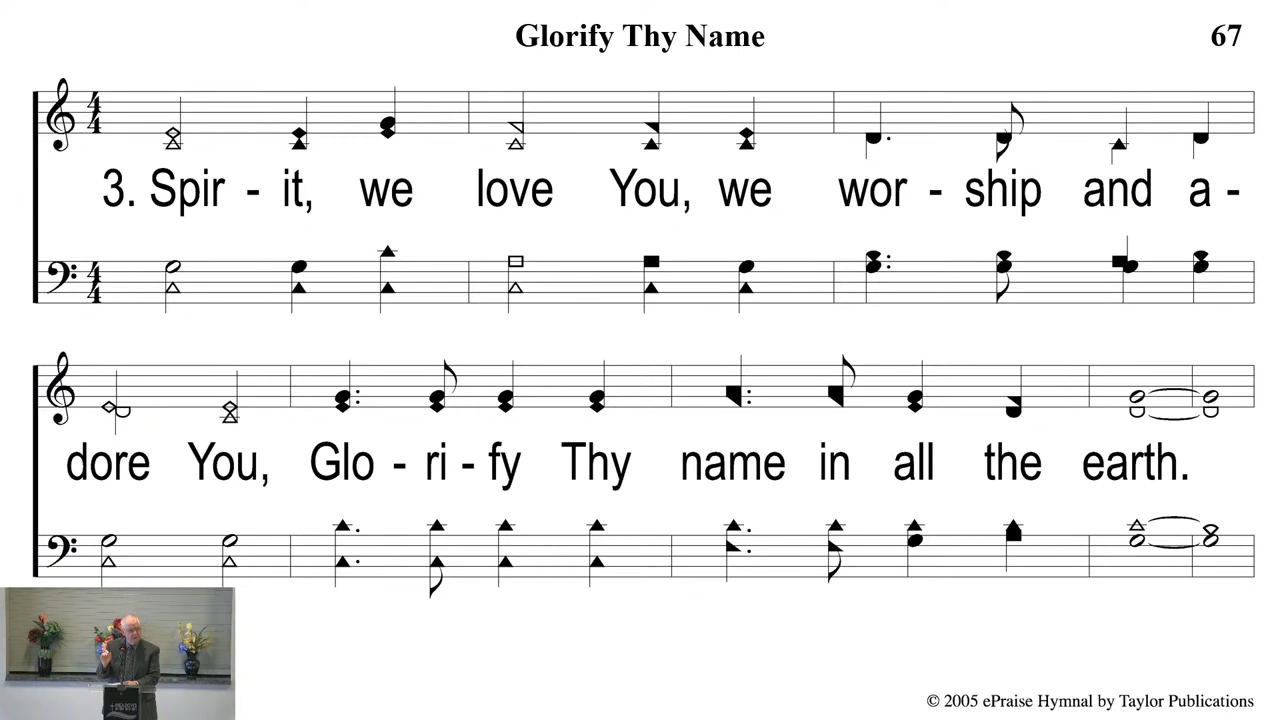 Glorify Thy Name 67
3. Spir - it, we love You, we wor - ship and a -
dore You, Glo - ri - fy Thy name in all the earth.
© 2005 ePraise Hymnal by Taylor Publications